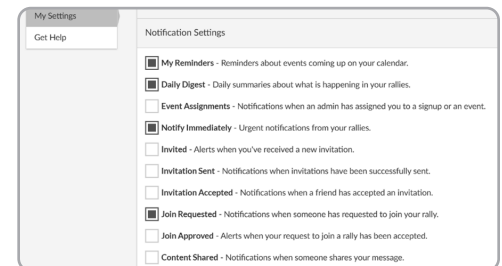 My Settings
Get Help
Notification Settings
My Reminders - Reminders about events coming up on your calendar.
Daily Digest - Daily summaries about what is happening in your rallies.
Event Assignments - Notifications when an admin has assigned you to a signup or an event.
Notify Immediately - Urgent notifications from your rallies.
Invited - Alerts when you've received a new invitation.
Invitation Sent - Notifications when invitations have been successfully sent.
Invitation Accepted - Notifications when a friend has accepted an invitation.
Join Requested - Notifications when someone has requested to join your rally.
Join Approved - Alerts when your request to join a rally has been accepted.
Content Shared - Notifications when someone shares your message.